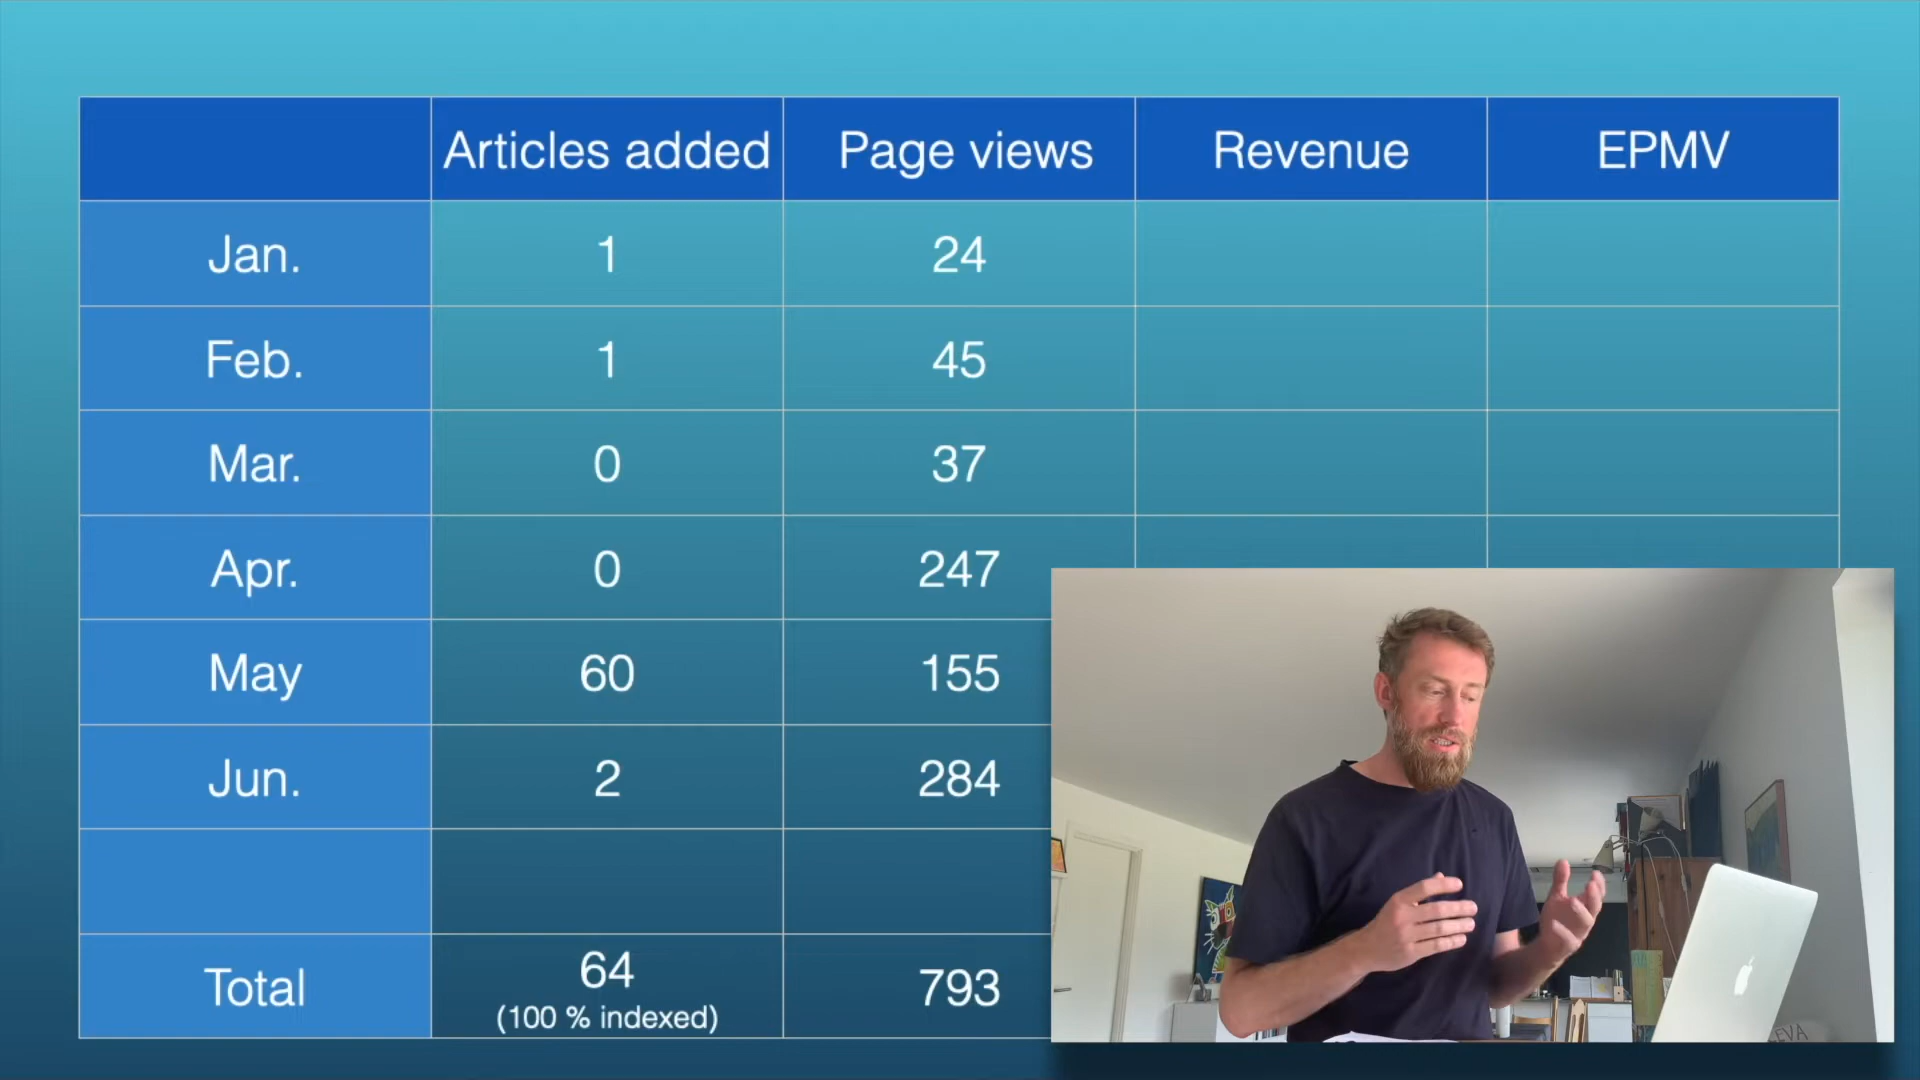 Articles added Page views Revenue EPMV
Jan. 1 24
Feb. 1 45
Mar. 0 37
Apr. 0 247
May 60 155
Jun. 2 284
Total 64 793
(100 % indexed)
EVA